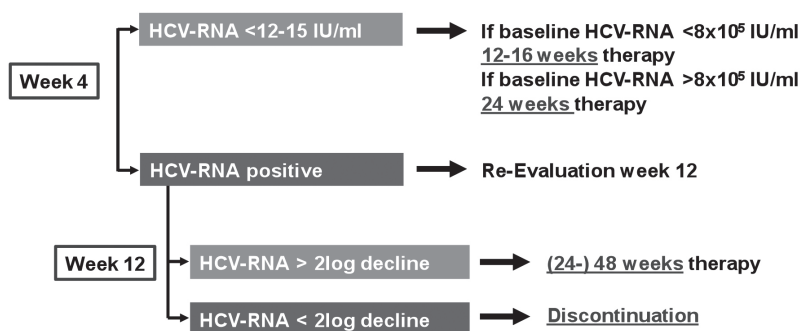 HCV-RNA <12-15 IU/ml
If baseline HCV-RNA <8x10⁵ IU/ml
12-16 weeks therapy
If baseline HCV-RNA >8x10⁵ IU/ml
24 weeks therapy
Week 4
HCV-RNA positive
Re-Evaluation week 12
Week 12
HCV-RNA > 2log decline
(24-) 48 weeks therapy
HCV-RNA < 2log decline
Discontinuation